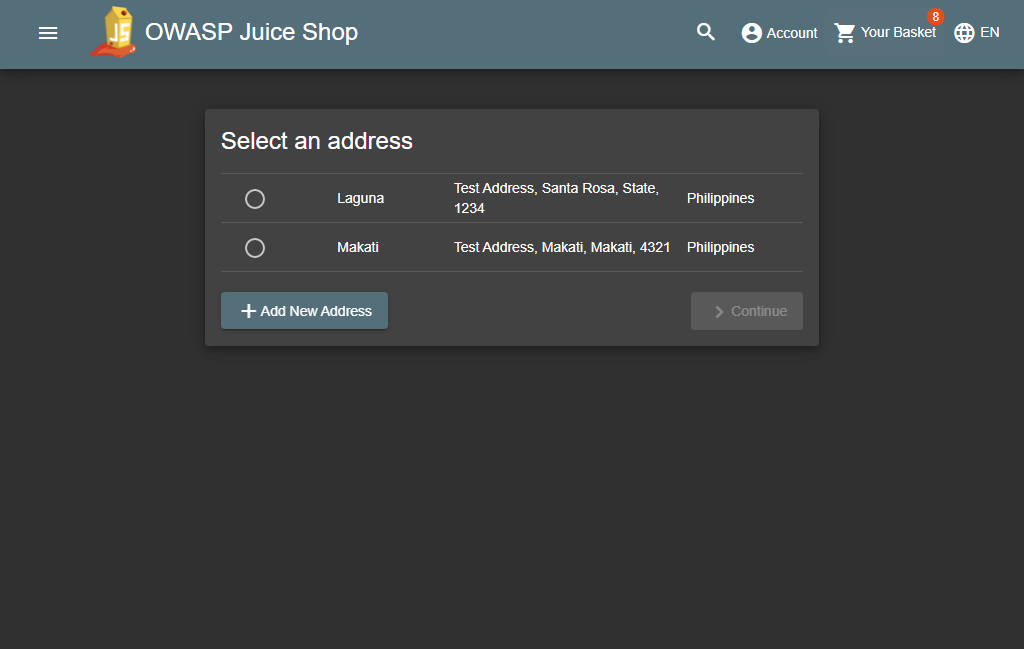 JS
OWASP Juice Shop
Account
Your Basket
8
EN
Select an address
Laguna
Test Address, Santa Rosa, State,
1234
Philippines
Makati
Test Address, Makati, Makati, 4321
Philippines
Add New Address
Continue